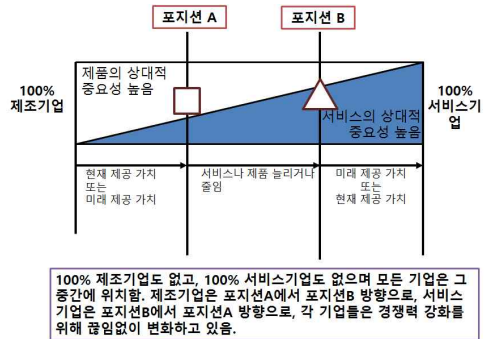 포지션 A
포지션 B
제품의 상대적
중요성 높음
100%
제조기업
100%
서비스기
업
서비스의 상대적
중요성 높음
현재 제공 가치
또는
미래 제공 가치
서비스나 제품 늘리거나
줄임
미래 제공 가치
또는
현재 제공 가치
100% 제조기업도 없고, 100% 서비스기업도 없으며 모든 기업은 그
중간에 위치함. 제조기업은 포지션A에서 포지션B 방향으로, 서비스
기업은 포지션B에서 포지션A 방향으로, 각 기업들은 경쟁력 강화를
위해 끊임없이 변화하고 있음.